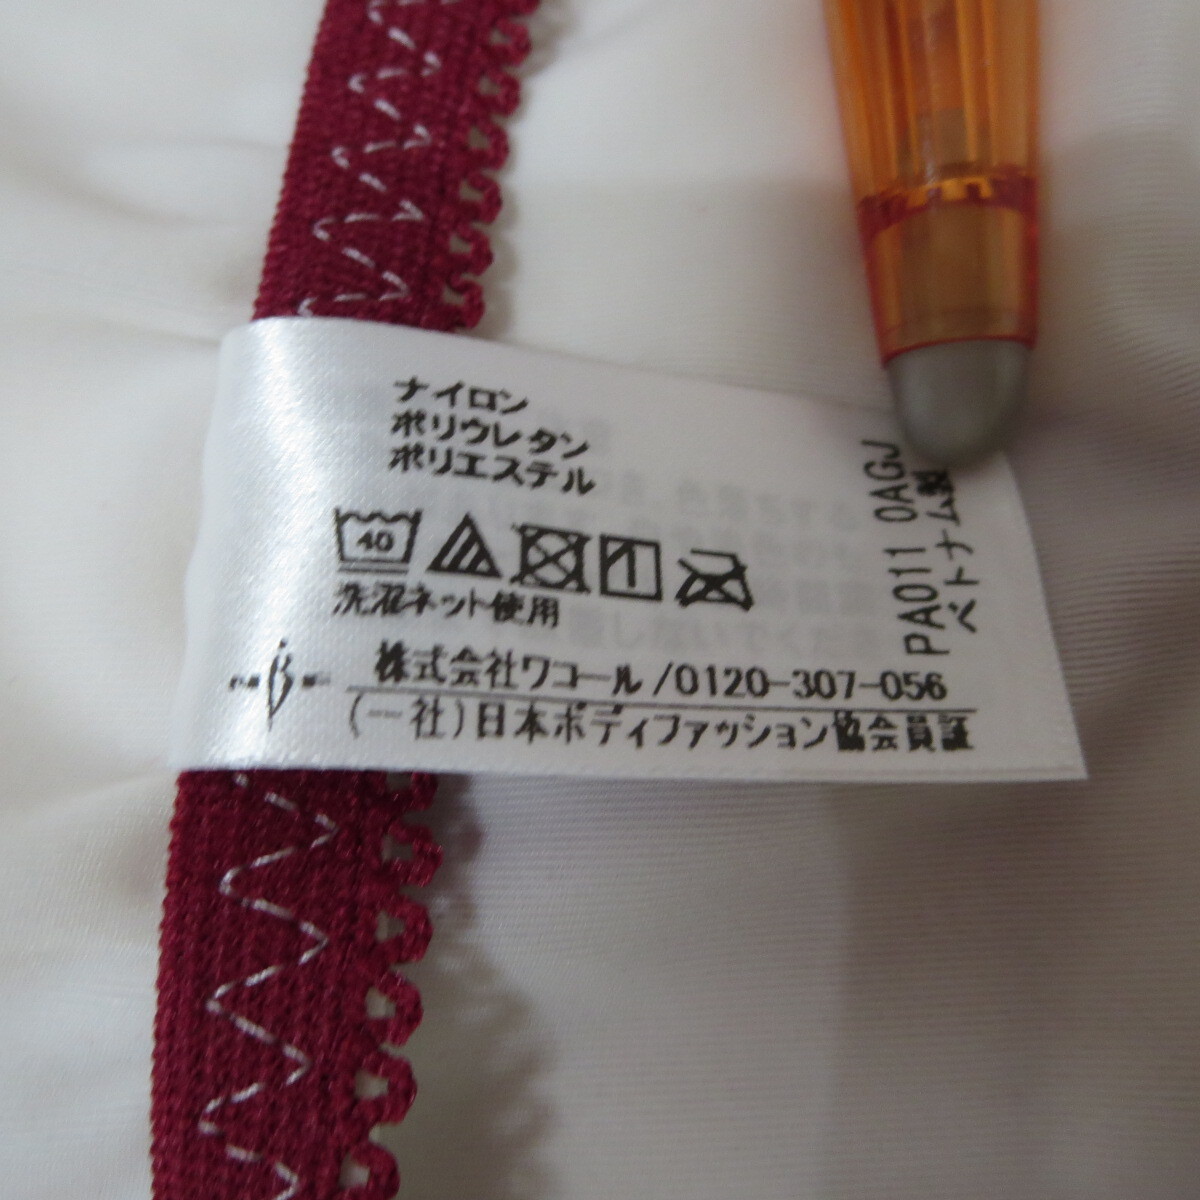 ナイロン
ポリウレタン
ポリエステル
40
洗濯ネット使用
株式会社ワコール/0120-307-056
(一社)日本ボディファッション協会会員証
PA011 0AGJ
ベトナム製